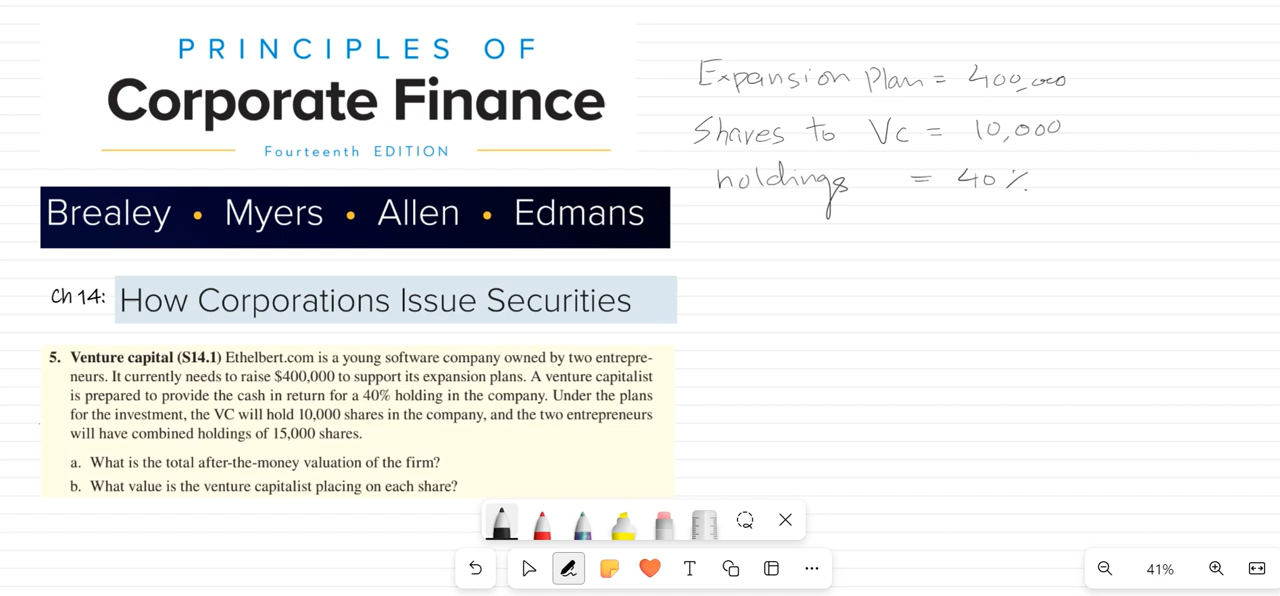 PRINCIPLES OF
Corporate Finance
Fourteenth EDITION
Brealey • Myers • Allen • Edmans
Ch 14: How Corporations Issue Securities
5. Venture capital (S14.1) Ethelbert.com is a young software company owned by two entrepre-
neurs. It currently needs to raise $400,000 to support its expansion plans. A venture capitalist
is prepared to provide the cash in return for a 40% holding in the company. Under the plans
for the investment, the VC will hold 10,000 shares in the company, and the two entrepreneurs
will have combined holdings of 15,000 shares.
a. What is the total after-the-money valuation of the firm?
b. What value is the venture capitalist placing on each share?
Expansion Plan = 400,000
Shares to VC = 10,000
holdings = 40%
T
41%